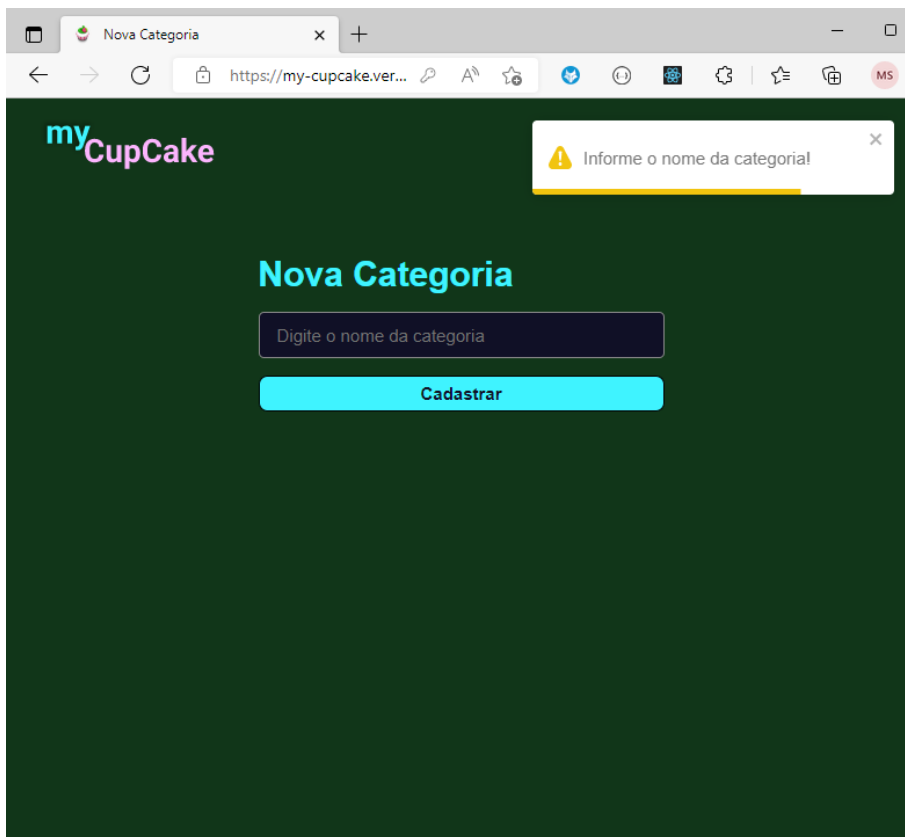 Nova Categoria
https://my-cupcake.ver...
MS
my
CupCake
Informe o nome da categoria!
Nova Categoria
Digite o nome da categoria
Cadastrar